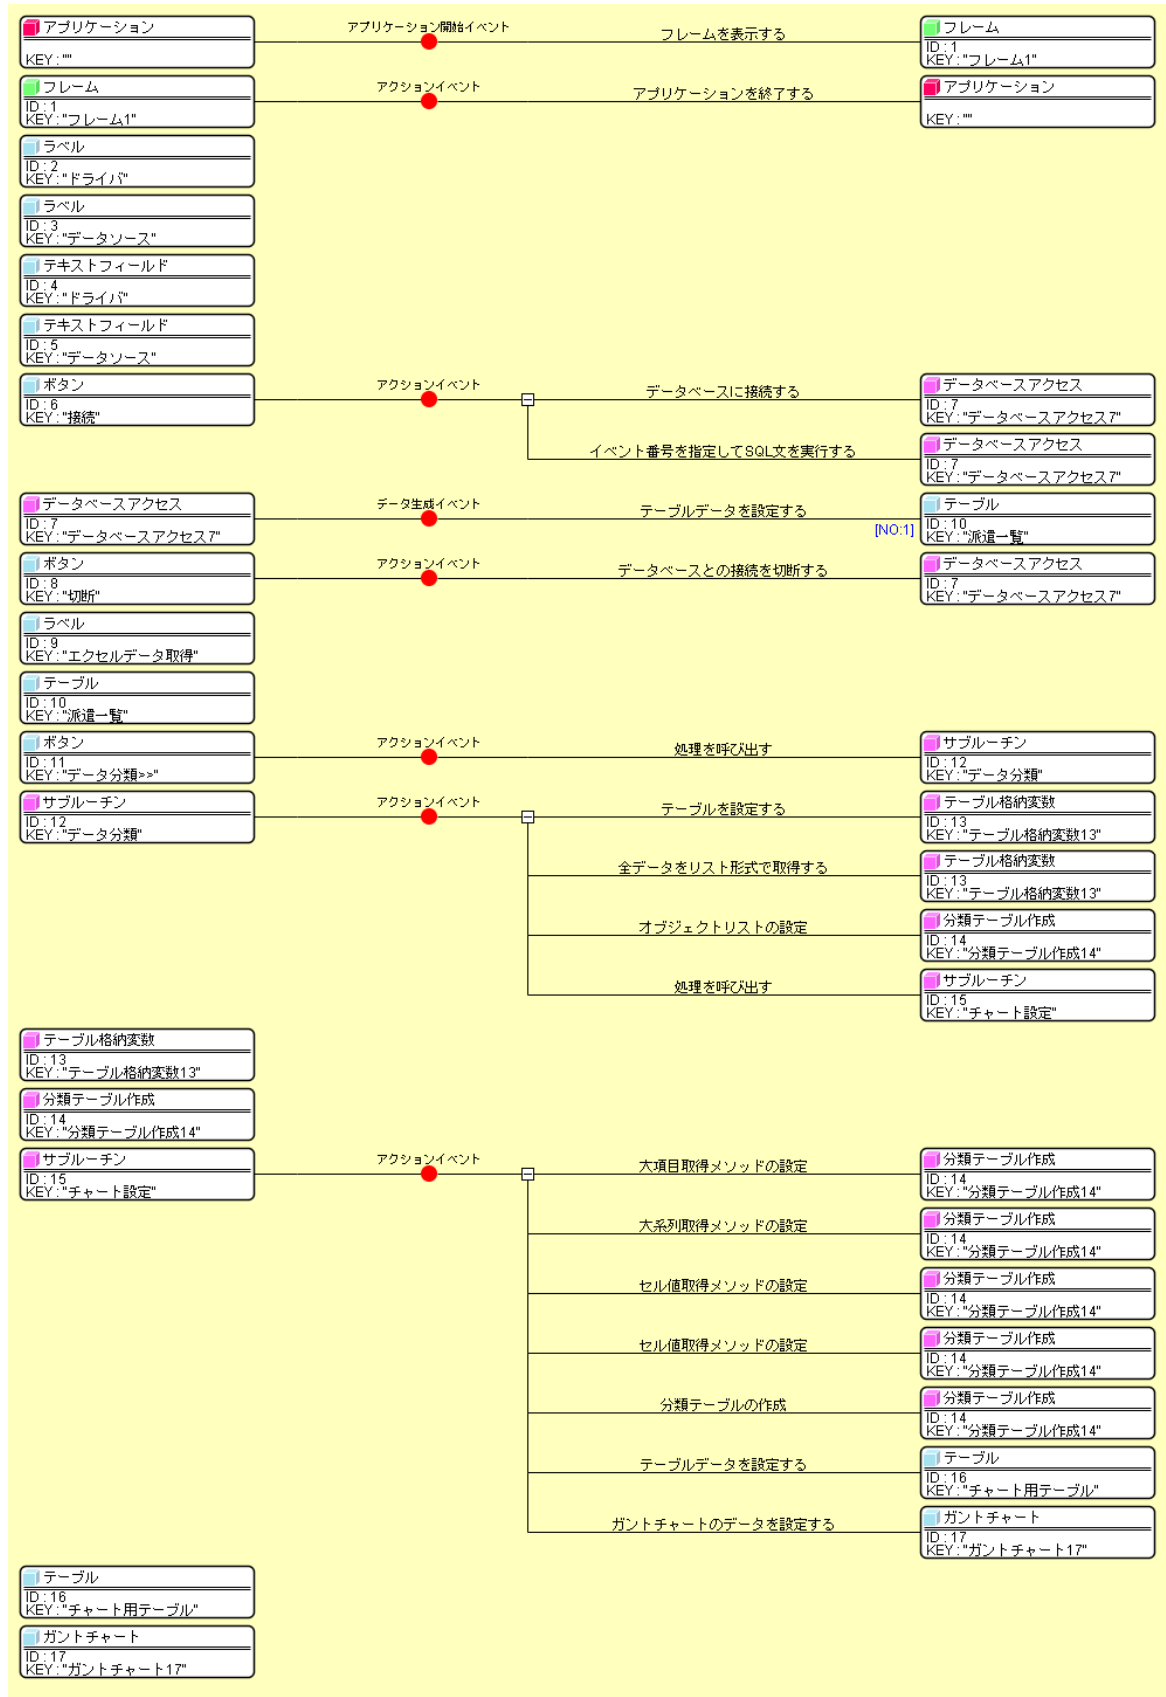 アプリケーション
KEY : ""
アプリケーション開始イベント
フレームを表示する
フレーム
ID : 1
KEY : "フレーム1"
フレーム
ID : 1
KEY : "フレーム1"
アクションイベント
アプリケーションを終了する
アプリケーション
KEY : ""
ラベル
ID : 2
KEY : "ドライバ"
ラベル
ID : 3
KEY : "データソース"
テキストフィールド
ID : 4
KEY : "ドライバ"
テキストフィールド
ID : 5
KEY : "データソース"
ボタン
ID : 6
KEY : "接続"
アクションイベント
データベースに接続する
データベースアクセス
ID : 7
KEY : "データベースアクセス7"
イベント番号を指定してSQL文を実行する
データベースアクセス
ID : 7
KEY : "データベースアクセス7"
データベースアクセス
ID : 7
KEY : "データベースアクセス7"
データ生成イベント
テーブルデータを設定する
[NO:1]
テーブル
ID : 10
KEY : "派遣一覧"
ボタン
ID : 8
KEY : "切断"
アクションイベント
データベースとの接続を切断する
データベースアクセス
ID : 7
KEY : "データベースアクセス7"
ラベル
ID : 9
KEY : "エクセルデータ取得"
テーブル
ID : 10
KEY : "派遣一覧"
ボタン
ID : 11
KEY : "データ分類>>"
アクションイベント
処理を呼び出す
サブルーチン
ID : 12
KEY : "データ分類"
サブルーチン
ID : 12
KEY : "データ分類"
アクションイベント
テーブルを設定する
テーブル格納変数
ID : 13
KEY : "テーブル格納変数13"
全データをリスト形式で取得する
テーブル格納変数
ID : 13
KEY : "テーブル格納変数13"
オブジェクトリストの設定
分類テーブル作成
ID : 14
KEY : "分類テーブル作成14"
処理を呼び出す
サブルーチン
ID : 15
KEY : "チャート設定"
テーブル格納変数
ID : 13
KEY : "テーブル格納変数13"
分類テーブル作成
ID : 14
KEY : "分類テーブル作成14"
サブルーチン
ID : 15
KEY : "チャート設定"
アクションイベント
大項目取得メソッドの設定
分類テーブル作成
ID : 14
KEY : "分類テーブル作成14"
大系列取得メソッドの設定
分類テーブル作成
ID : 14
KEY : "分類テーブル作成14"
セル値取得メソッドの設定
分類テーブル作成
ID : 14
KEY : "分類テーブル作成14"
セル値取得メソッドの設定
分類テーブル作成
ID : 14
KEY : "分類テーブル作成14"
分類テーブルの作成
分類テーブル作成
ID : 14
KEY : "分類テーブル作成14"
テーブルデータを設定する
テーブル
ID : 16
KEY : "チャート用テーブル"
ガントチャートのデータを設定する
ガントチャート
ID : 17
KEY : "ガントチャート17"
テーブル
ID : 16
KEY : "チャート用テーブル"
ガントチャート
ID : 17
KEY : "ガントチャート17"